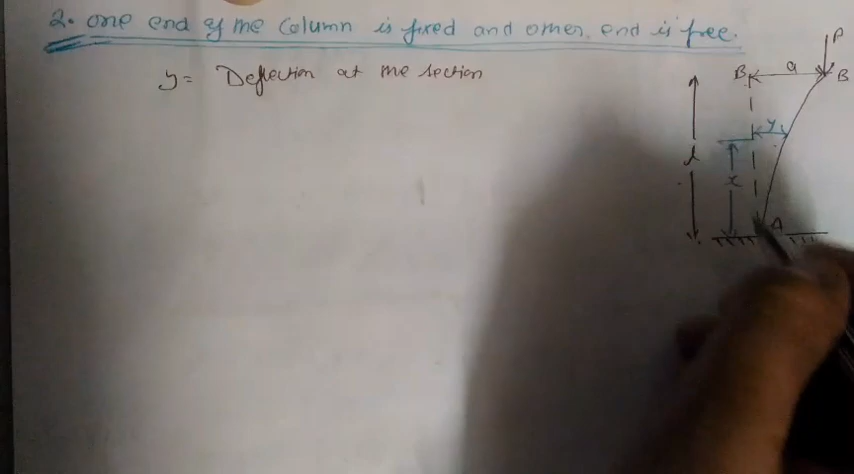 2. one end of the Column is fixed and other end is free.
y = Deflection at the section
P
B a B
y
l
x
A